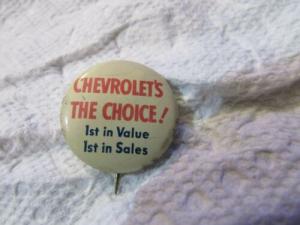 CHEVROLET'S
THE CHOICE!
1st in Value
1st in Sales